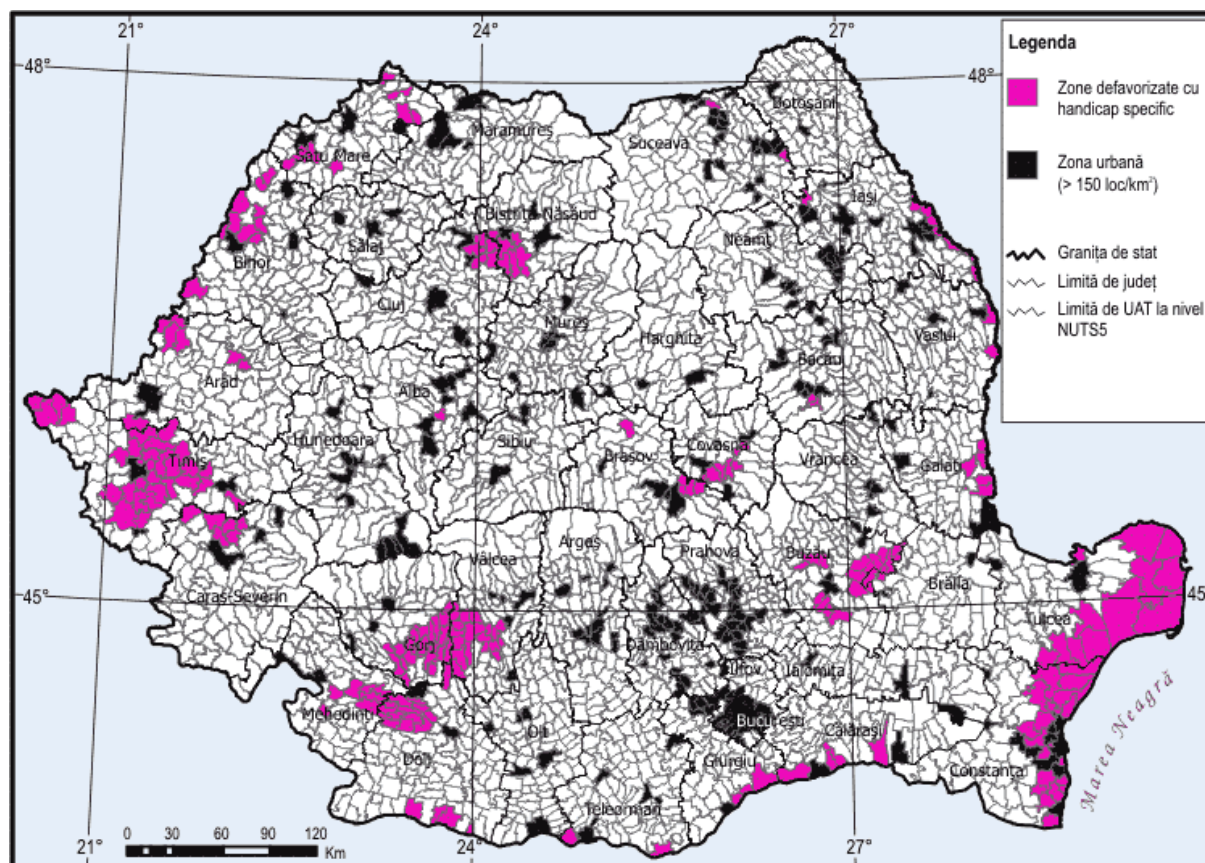 21°
24°
27°
48°
48°
Legenda
Zone defavorizate cu
handicap specific
Zona urbană
(> 150 loc/km²)
Granița de stat
Limită de județ
Limită de UAT la nivel
NUTS5
Botoșani
Maramureș
Suceava
Satu Mare
Iași
Bistrița-Năsăud
Sălaj
Neamț
Bihor
Cluj
Mureș
Harghita
Vaslui
Bacău
Arad
Alba
Hunedoara
Sibiu
Covasna
Brașov
Vrancea
Galați
Timiș
Vâlcea
Argeș
Prahova
Buzău
Brăila
45°
45
Caraș-Severin
Tulcea
Gorj
Dâmbovița
Ilfov
Ialomița
Mehedinți
București
Călărași
Olt
Dolj
Giurgiu
Constanța
Teleorman
Marea Neagră
0 30 60 90 120
Km
21°
24°
27°